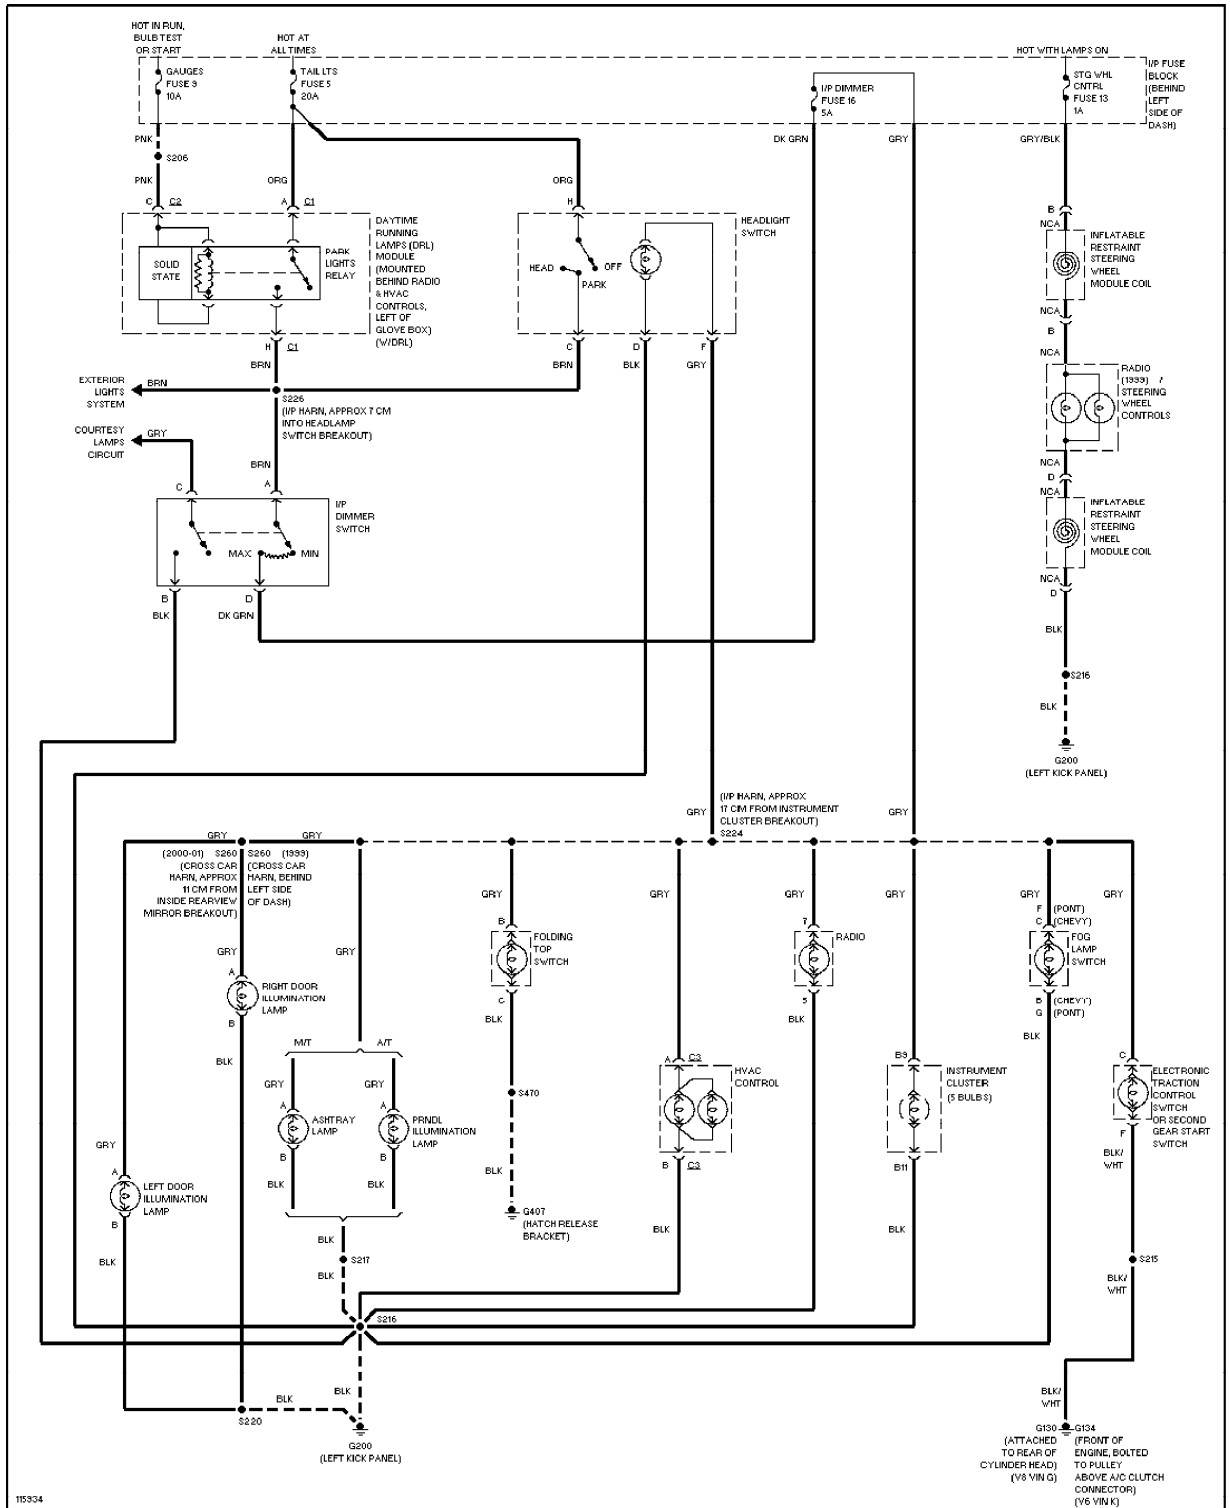 HOT IN RUN,
BULB TEST
OR START
HOT AT
ALL TIMES
HOT WITH LAMPS ON
GAUGES
FUSE 9
10A
TAIL LTS
FUSE 5
20A
I/P DIMMER
FUSE 16
5A
STG WHL
CNTRL
FUSE 13
1A
I/P FUSE
BLOCK
(BEHIND
LEFT
SIDE OF
DASH)
PNK
S206
DK GRN
GRY
GRY/BLK
PNK
ORG
ORG
C
C2
A
C1
H
B
NCA
DAYTIME
RUNNING
LAMPS (DRL)
MODULE
(MOUNTED
BEHIND RADIO
& HVAC
CONTROLS,
LEFT OF
GLOVE BOX)
(W/DRL)
HEADLIGHT
SWITCH
SOLID
STATE
PARK
LIGHTS
RELAY
HEAD
OFF
PARK
INFLATABLE
RESTRAINT
STEERING
WHEEL
MODULE COIL
NCA
B
NCA
H
C1
C
D
F
BRN
BRN
BLK
GRY
RADIO
(1999) /
STEERING
WHEEL
CONTROLS
EXTERIOR
LIGHTS
SYSTEM
BRN
S226
(I/P HARN, APPROX 7 CM
INTO HEADLAMP
SWITCH BREAKOUT)
COURTESY
LAMPS
CIRCUIT
GRY
BRN
NCA
D
NCA
C
A
I/P
DIMMER
SWITCH
MAX
MIN
INFLATABLE
RESTRAINT
STEERING
WHEEL
MODULE COIL
NCA
D
B
D
BLK
DK GRN
BLK
S216
BLK
G200
(LEFT KICK PANEL)
(I/P HARN, APPROX
17 CM FROM INSTRUMENT
CLUSTER BREAKOUT)
S224
GRY
GRY
GRY
GRY
(2000-01) S260
(CROSS CAR
HARN, APPROX
11 CM FROM
INSIDE REARVIEW
MIRROR BREAKOUT)
S260 (1999)
(CROSS CAR
HARN, BEHIND
LEFT SIDE
OF DASH)
GRY
GRY
GRY
GRY
GRY
GRY
F (PONT)
C (CHEVY)
B
7
GRY
GRY
FOLDING
TOP
SWITCH
RADIO
FOG
LAMP
SWITCH
A
RIGHT DOOR
ILLUMINATION
LAMP
B
C
5
B (CHEVY)
G (PONT)
BLK
BLK
BLK
M/T
A/T
BLK
A
C3
B9
C
HVAC
CONTROL
INSTRUMENT
CLUSTER
(5 BULBS)
ELECTRONIC
TRACTION
CONTROL
SWITCH
OR SECOND
GEAR START
SWITCH
GRY
GRY
S470
A
ASHTRAY
LAMP
B
A
PRNDL
ILLUMINATION
LAMP
B
F
GRY
BLK
BLK
BLK
B
C3
B11
BLK/
WHT
A
LEFT DOOR
ILLUMINATION
LAMP
B
G407
(HATCH RELEASE
BRACKET)
BLK
BLK
BLK
BLK
S217
BLK
S215
BLK/
WHT
S216
BLK
BLK
BLK/
WHT
S220
G200
(LEFT KICK PANEL)
G130
(ATTACHED
TO REAR OF
CYLINDER HEAD)
(V8 VIN G)
G134
(FRONT OF
ENGINE, BOLTED
TO PULLEY
ABOVE A/C CLUTCH
CONNECTOR)
(V6 VIN K)
115934